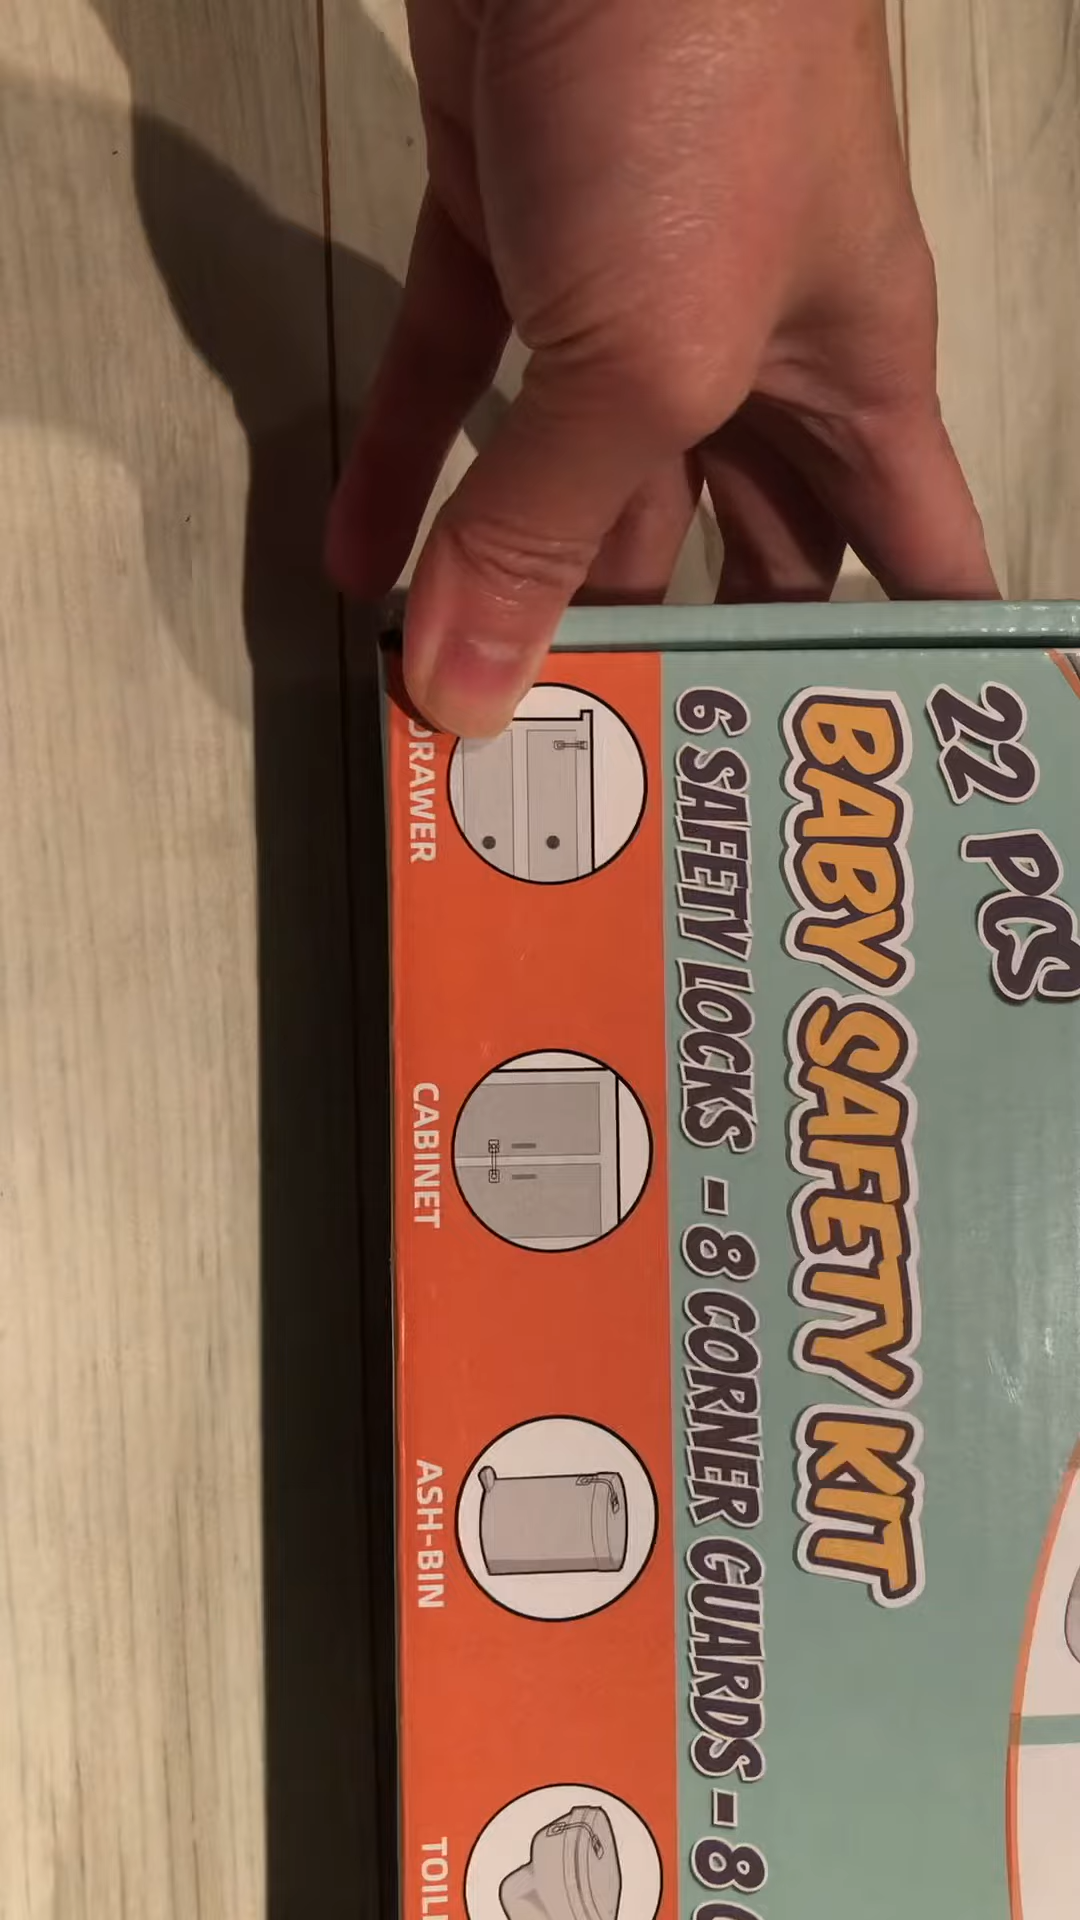 22 PCS
BABY SAFETY KIT
6 SAFETY LOCKS - 8 CORNER GUARDS - 8
DRAWER
CABINET
ASH-BIN